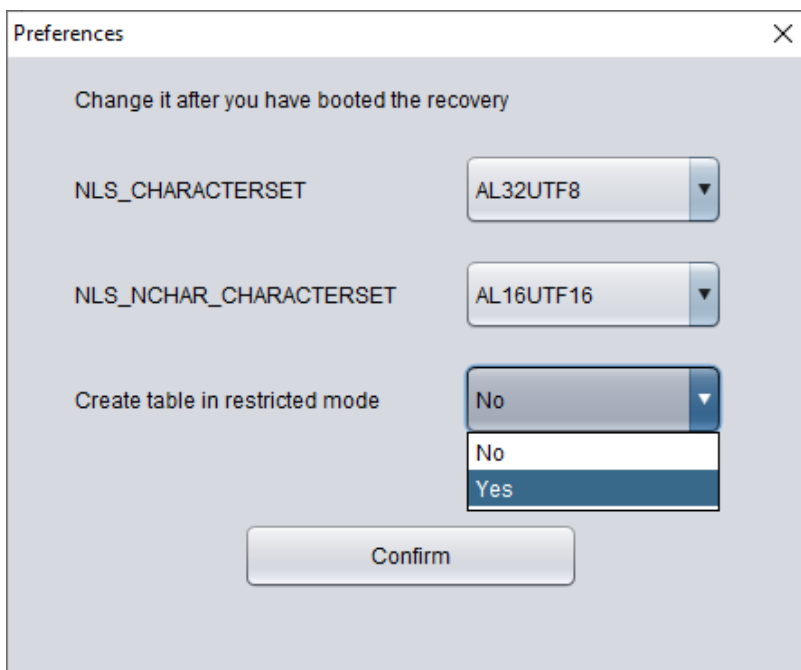 Preferences
Change it after you have booted the recovery
NLS_CHARACTERSET AL32UTF8
NLS_NCHAR_CHARACTERSET AL16UTF16
Create table in restricted mode No
No
Yes
Confirm